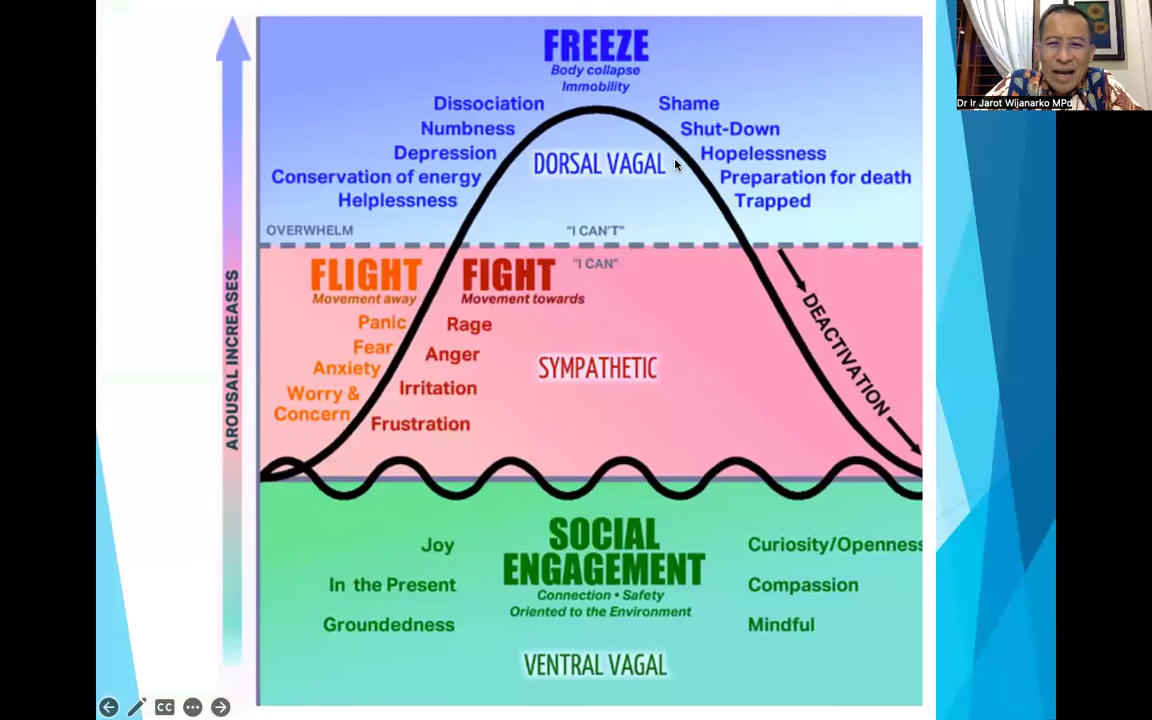 FREEZE
Body collapse
Immobility
Dissociation
Numbness
Depression
Conservation of energy
Helplessness
Shame
Shut-Down
Hopelessness
Preparation for death
Trapped
DORSAL VAGAL
OVERWHELM
"I CAN'T"
"I CAN"
FLIGHT
Movement away
Panic
Fear
Anxiety
Worry &
Concern
FIGHT
Movement towards
Rage
Anger
Irritation
Frustration
SYMPATHETIC
DEACTIVATION
AROUSAL INCREASES
Joy
In the Present
Groundedness
SOCIAL
ENGAGEMENT
Connection • Safety
Oriented to the Environment
Curiosity/Openness
Compassion
Mindful
VENTRAL VAGAL
Dr Ir Jarot Wijanarko MPd
CC